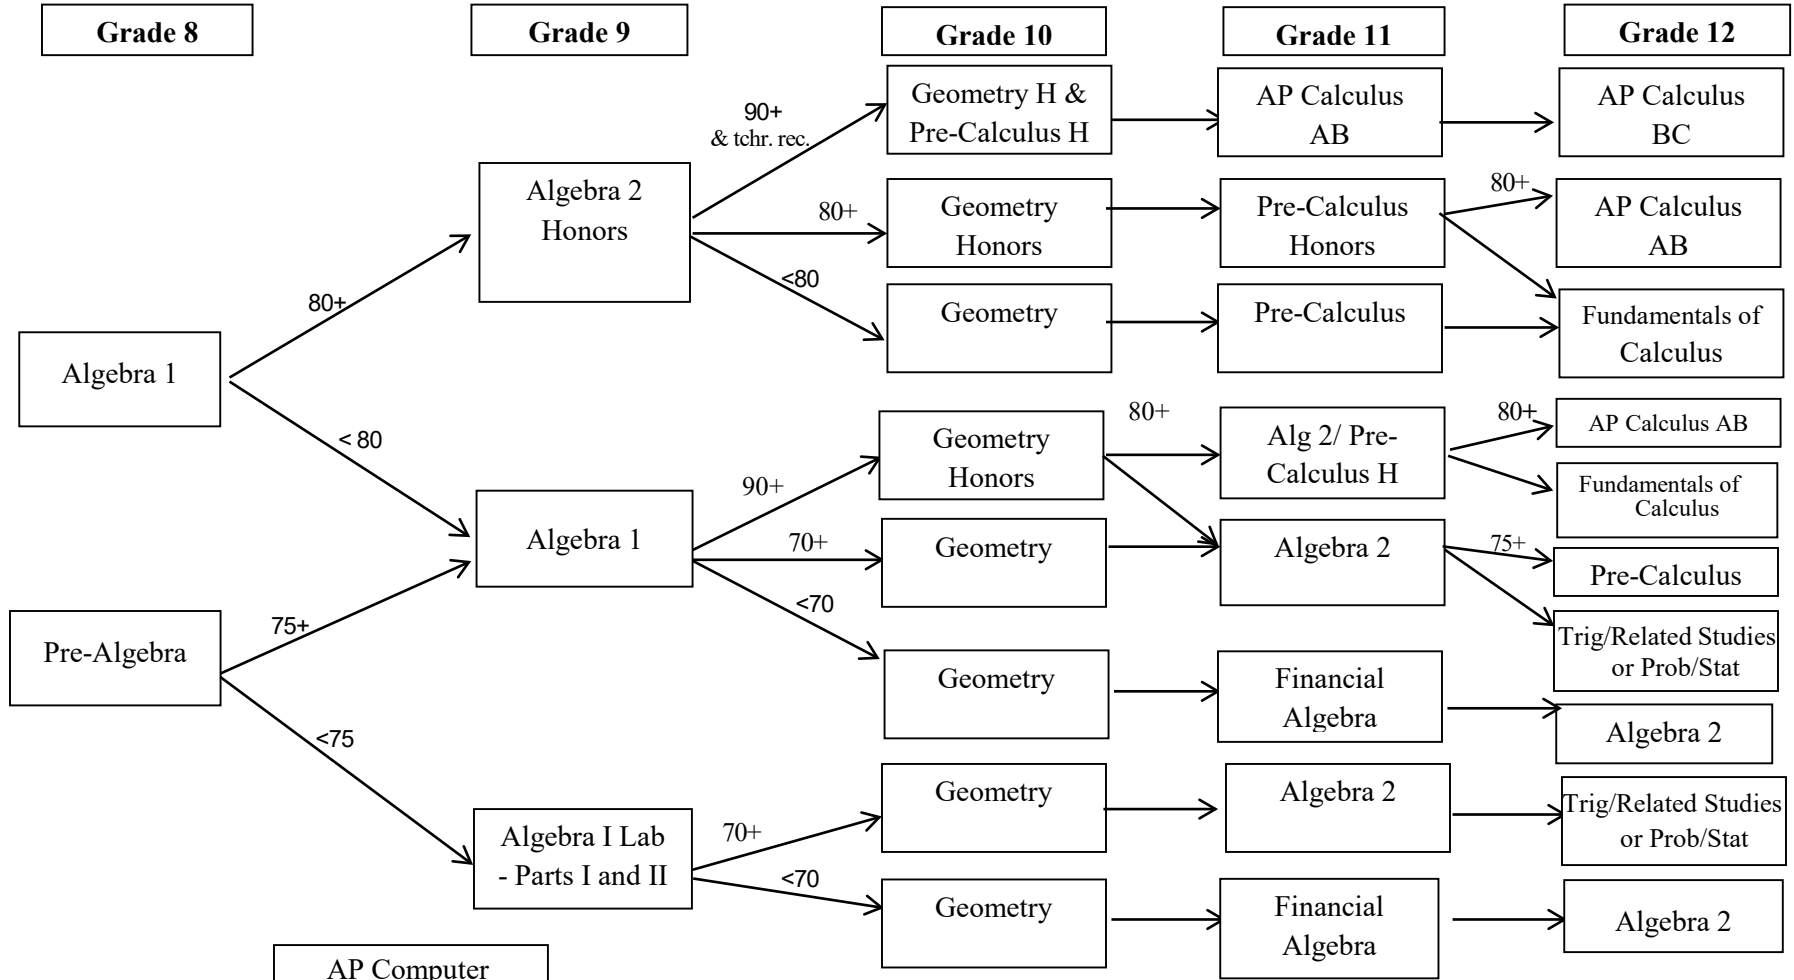 Grade 8
Grade 9
Grade 10
Grade 11
Grade 12
Geometry H &
Pre-Calculus H
AP Calculus
AB
AP Calculus
BC
90+
& tchr. rec.
Algebra 2
Honors
80+
Geometry
Honors
Pre-Calculus
Honors
80+
AP Calculus
AB
<80
Geometry
Pre-Calculus
Fundamentals of
Calculus
80+
Algebra 1
< 80
Geometry
Honors
80+
Alg 2/ Pre-
Calculus H
80+
AP Calculus AB
Fundamentals of
Calculus
90+
Algebra 1
70+
Geometry
Algebra 2
75+
Pre-Calculus
Trig/Related Studies
or Prob/Stat
<70
75+
Pre-Algebra
Geometry
Financial
Algebra
Algebra 2
<75
Geometry
Algebra 2
Trig/Related Studies
or Prob/Stat
Algebra I Lab
- Parts I and II
70+
<70
Geometry
Financial
Algebra
Algebra 2
AP Computer